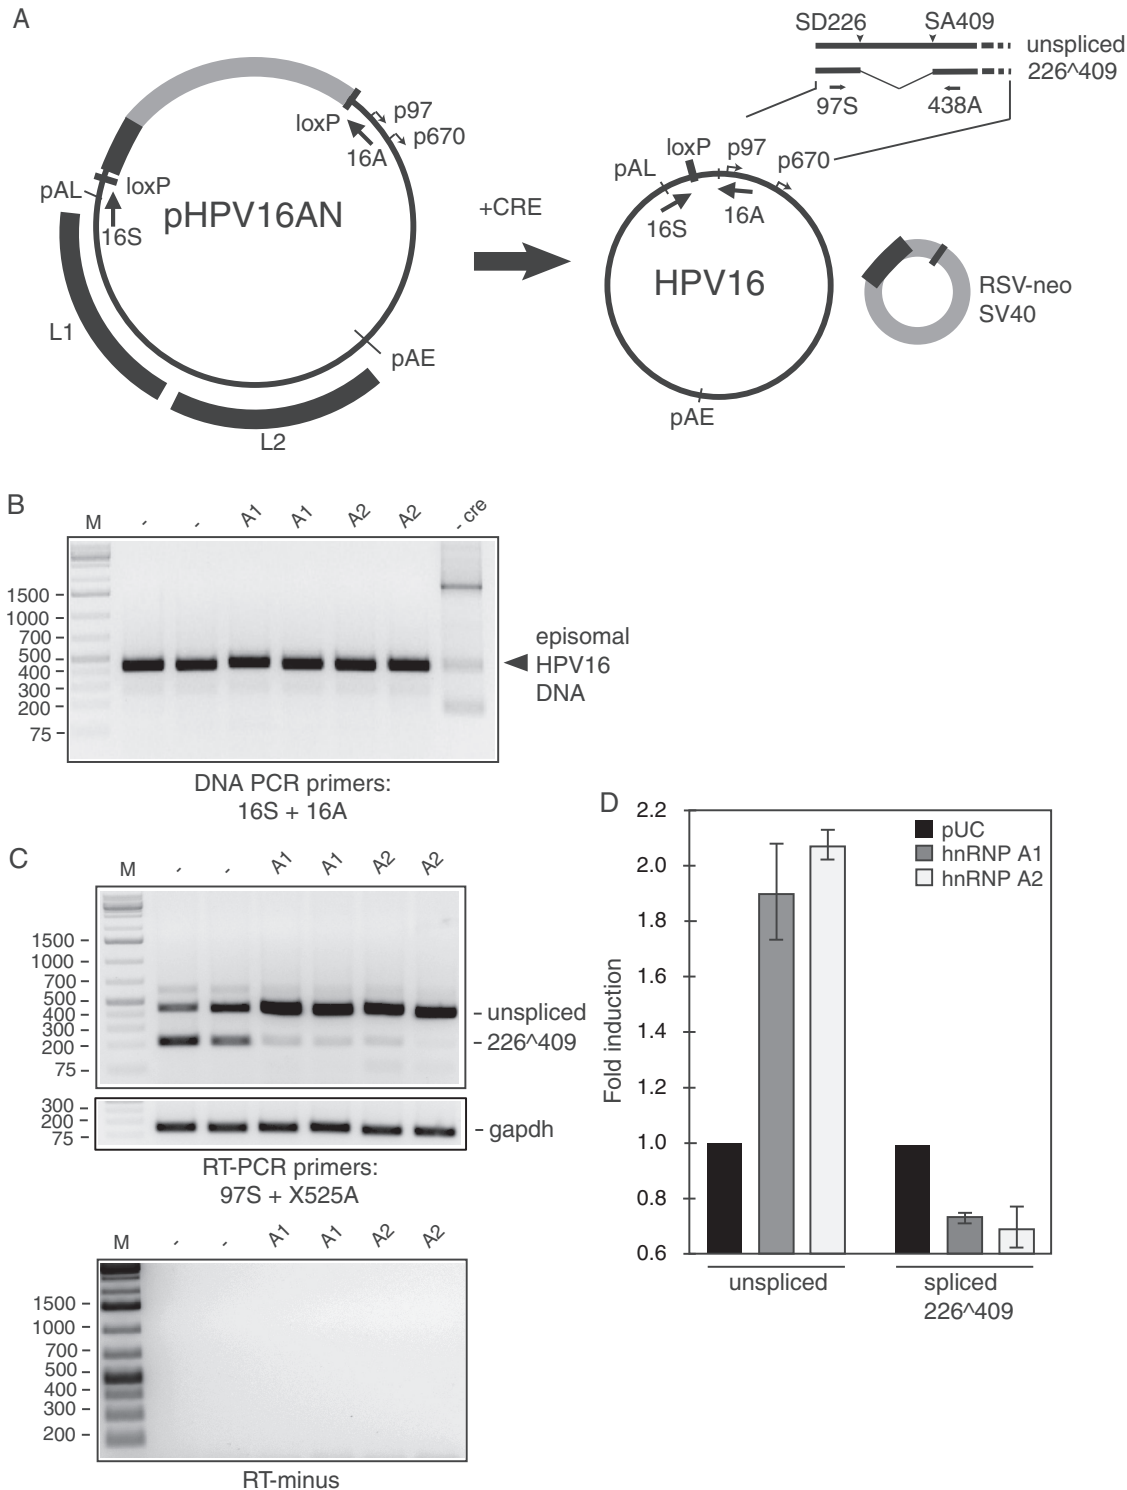 A
SD226
SA409
unspliced
226^409
97S
438A
loxP
p97
p670
16A
loxP
pAL
16S
pHPV16AN
L1
L2
pAE
+CRE
loxP
p97
p670
pAL
16S
16A
HPV16
pAE
RSV-neo
SV40
B
M
-
-
A1
A1
A2
A2
- cre
1500
1000
700
500
400
300
200
75
episomal
HPV16
DNA
DNA PCR primers:
16S + 16A
C
M
-
-
A1
A1
A2
A2
1500
1000
700
500
400
300
200
75
- unspliced
- 226^409
300
200
75
- gapdh
RT-PCR primers:
97S + X525A
M
-
-
A1
A1
A2
A2
1500
1000
700
500
400
300
200
RT-minus
D
2.2
2.0
1.8
1.6
1.4
1.2
1.0
0.8
0.6
Fold induction
pUC
hnRNP A1
hnRNP A2
unspliced
spliced
226^409